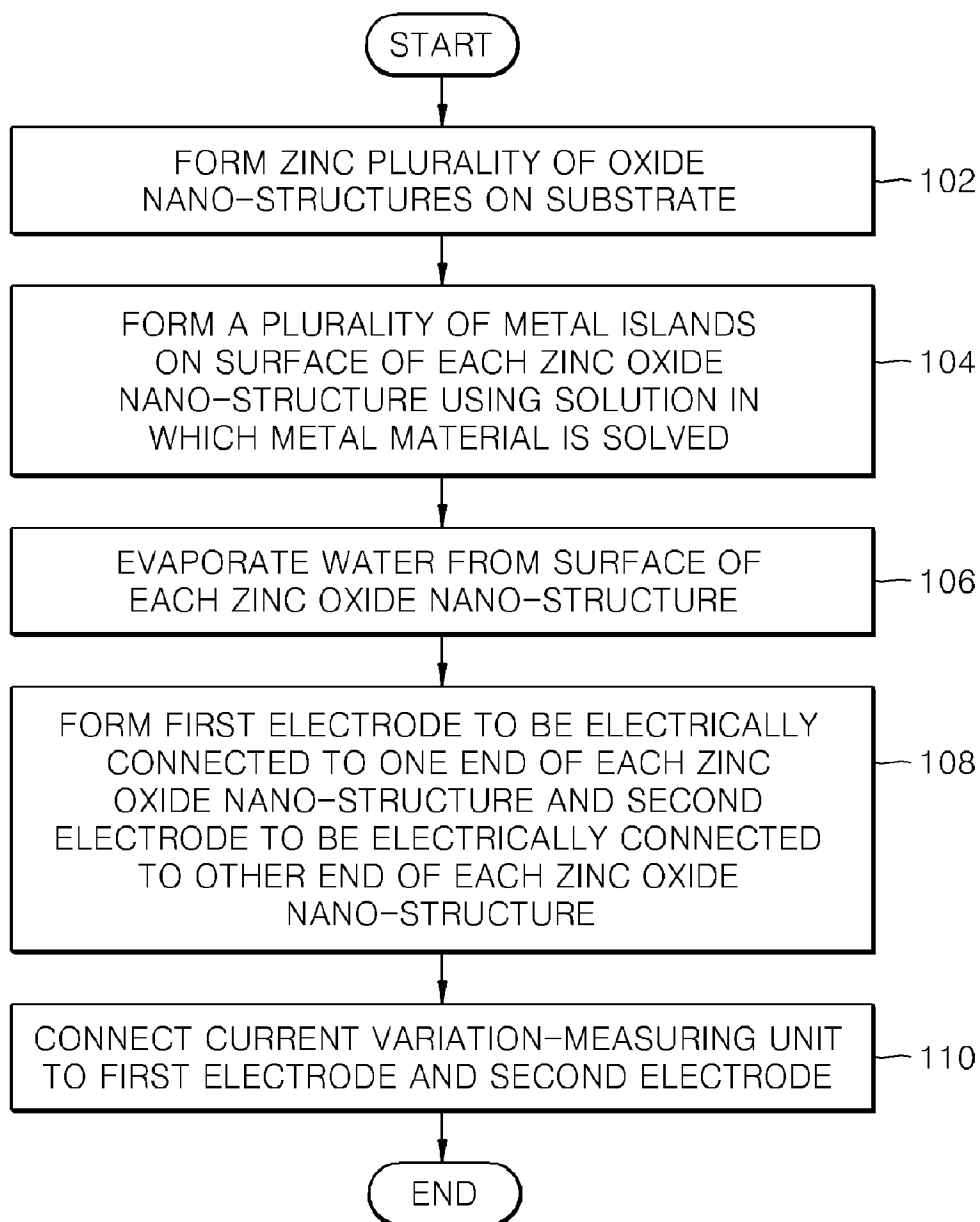 START
FORM ZINC PLURALITY OF OXIDE
NANO-STRUCTURES ON SUBSTRATE
102
FORM A PLURALITY OF METAL ISLANDS
ON SURFACE OF EACH ZINC OXIDE
NANO-STRUCTURE USING SOLUTION IN
WHICH METAL MATERIAL IS SOLVED
104
EVAPORATE WATER FROM SURFACE OF
EACH ZINC OXIDE NANO-STRUCTURE
106
FORM FIRST ELECTRODE TO BE ELECTRICALLY
CONNECTED TO ONE END OF EACH ZINC
OXIDE NANO-STRUCTURE AND SECOND
ELECTRODE TO BE ELECTRICALLY CONNECTED
TO OTHER END OF EACH ZINC OXIDE
NANO-STRUCTURE
108
CONNECT CURRENT VARIATION-MEASURING UNIT
TO FIRST ELECTRODE AND SECOND ELECTRODE
110
END